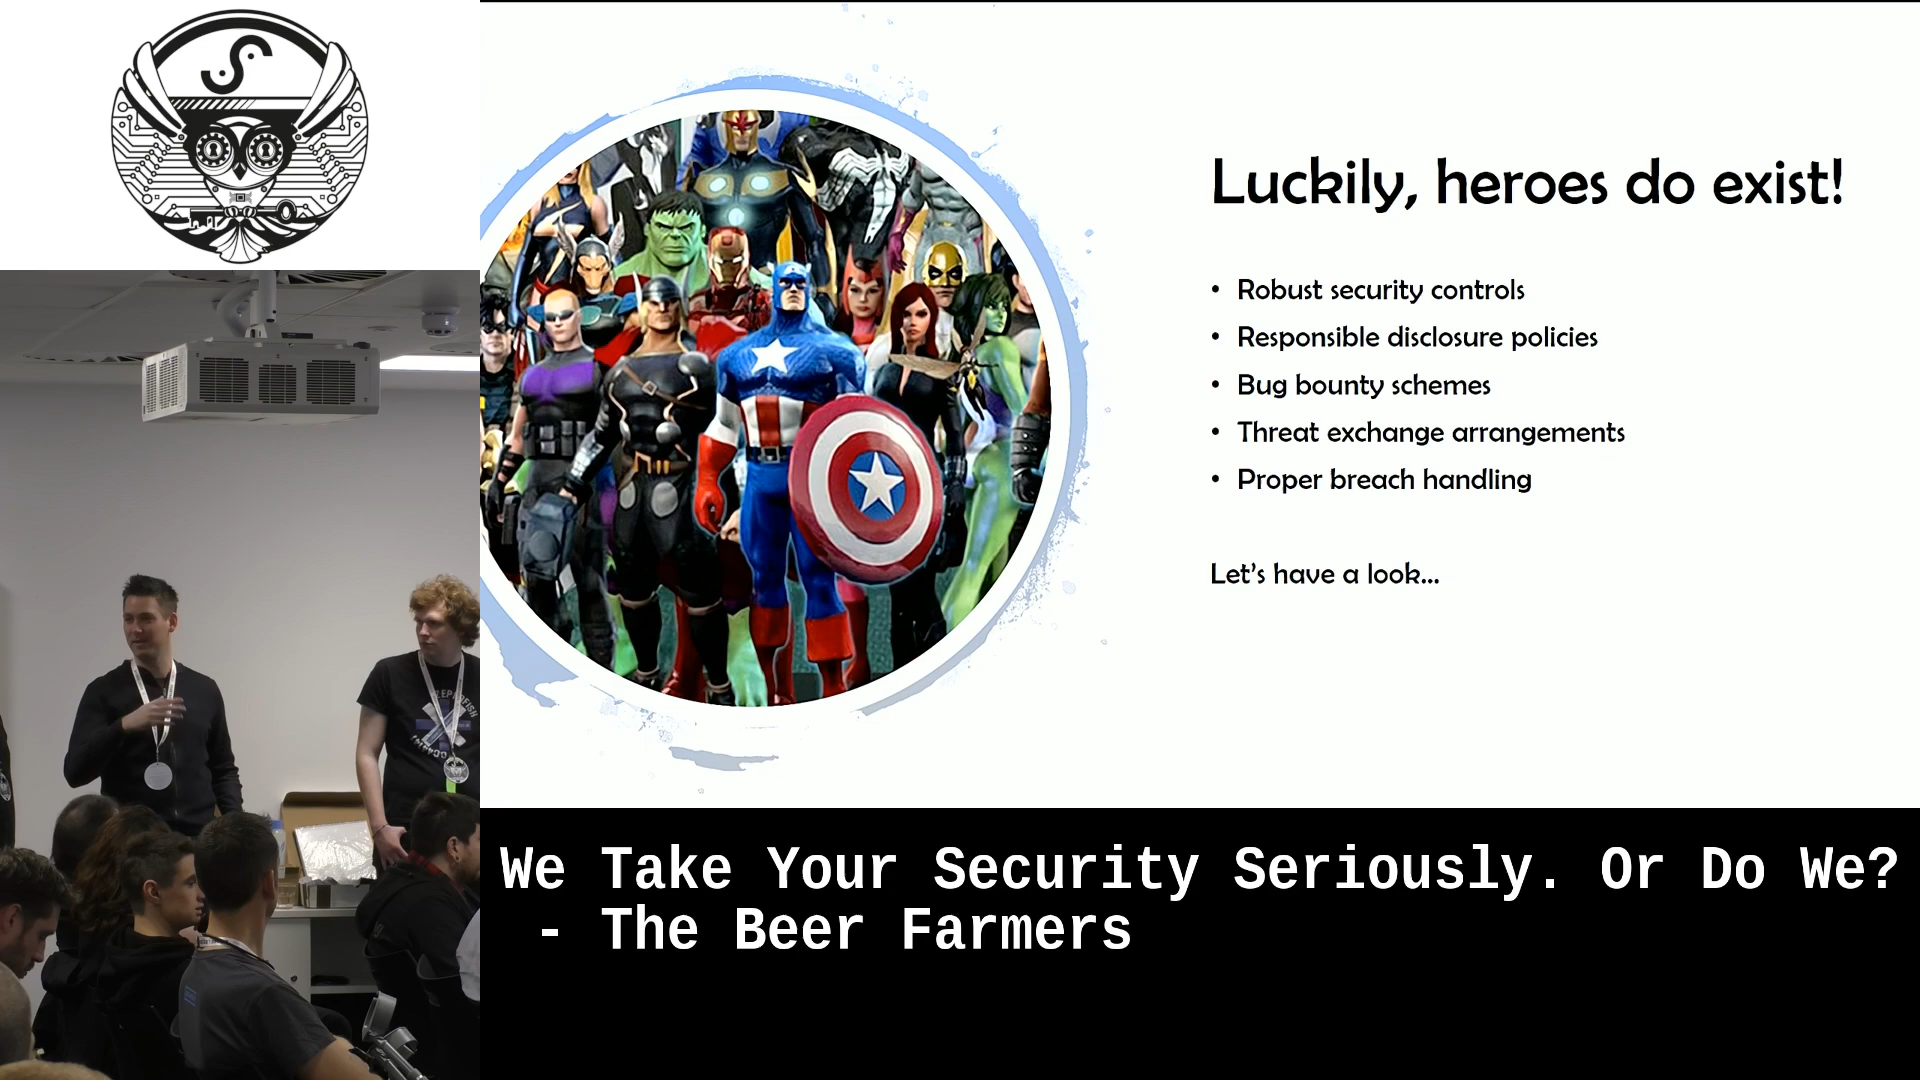 Luckily, heroes do exist!
• Robust security controls
• Responsible disclosure policies
• Bug bounty schemes
• Threat exchange arrangements
• Proper breach handling
Let's have a look...
We Take Your Security Seriously. Or Do We?
- The Beer Farmers